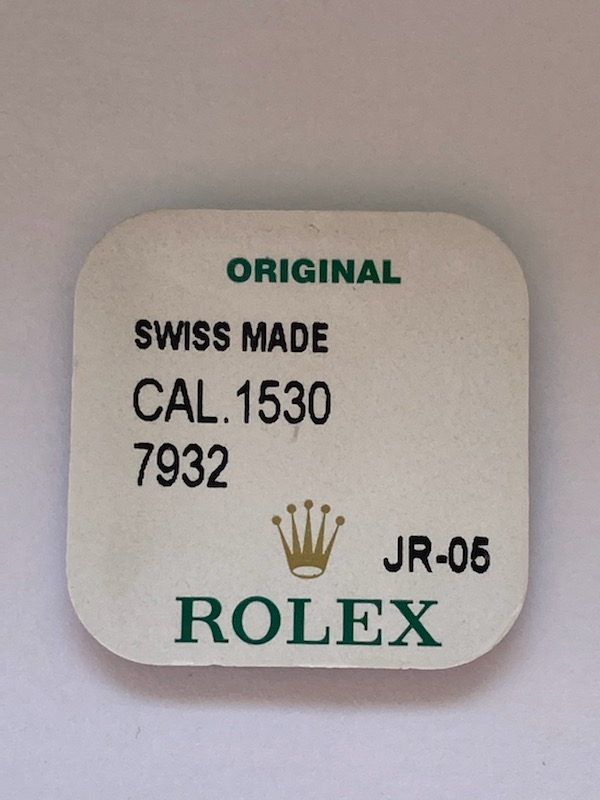 ORIGINAL
SWISS MADE
CAL.1530
7932
JR-05
ROLEX